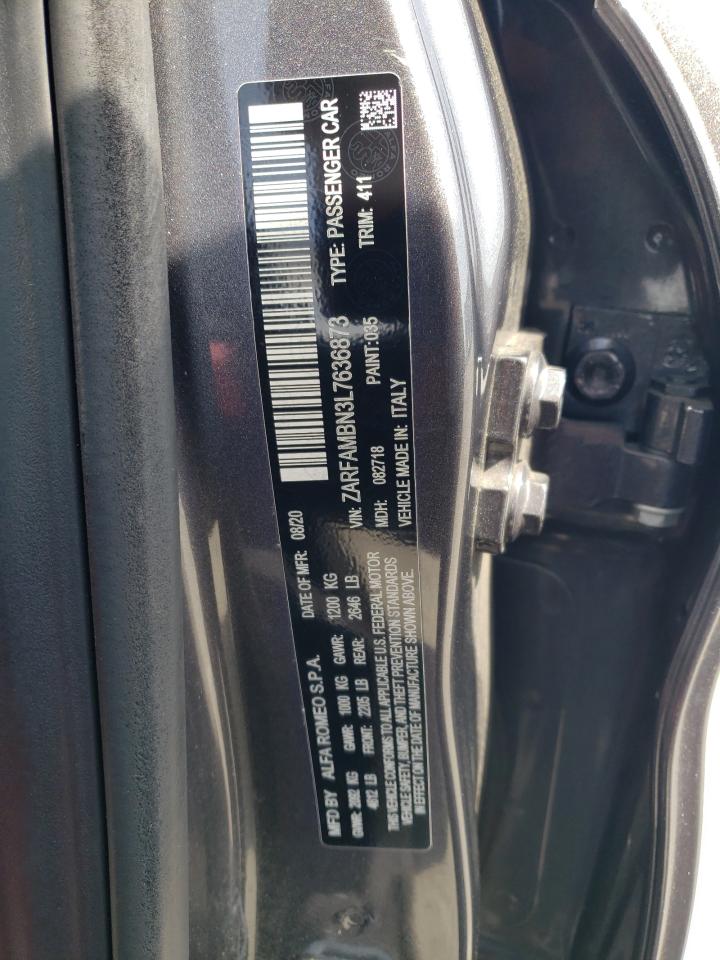 MFD BY ALFA ROMEO S.P.A. DATE OF MFR: 08/20
GVWR: 2092 KG GAWR: 1000 KG GAWR: 1200 KG
4612 LB FRONT: 2205 LB REAR: 2646 LB
THIS VEHICLE CONFORMS TO ALL APPLICABLE U.S. FEDERAL MOTOR
VEHICLE SAFETY, BUMPER, AND THEFT PREVENTION STANDARDS
IN EFFECT ON THE DATE OF MANUFACTURE SHOWN ABOVE.
VIN: ZARFAMBN3L7636873 TYPE: PASSENGER CAR
MDH: 082718 PAINT:035 TRIM: 411
VEHICLE MADE IN: ITALY